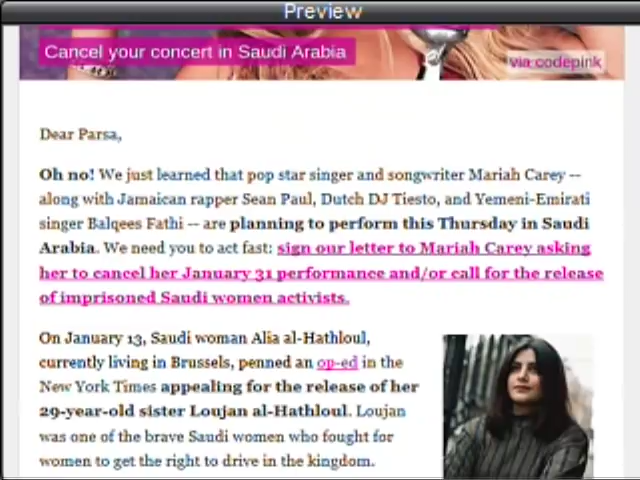 Preview
Cancel your concert in Saudi Arabia
via codepink
Dear Parsa,
Oh no! We just learned that pop star singer and songwriter Mariah Carey --
along with Jamaican rapper Sean Paul, Dutch DJ Tiesto, and Yemeni-Emirati
singer Balqees Fathi -- are planning to perform this Thursday in Saudi
Arabia. We need you to act fast: sign our letter to Mariah Carey asking
her to cancel her January 31 performance and/or call for the release
of imprisoned Saudi women activists.
On January 13, Saudi woman Alia al-Hathloul,
currently living in Brussels, penned an op-ed in the
New York Times appealing for the release of her
29-year-old sister Loujan al-Hathloul. Loujan
was one of the brave Saudi women who fought for
women to get the right to drive in the kingdom.